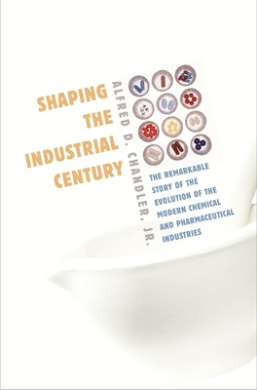 SHAPING
THE
INDUSTRIAL
CENTURY
ALFRED D. CHANDLER, JR.
THE REMARKABLE
STORY OF THE
EVOLUTION OF THE
MODERN CHEMICAL
AND PHARMACEUTICAL
INDUSTRIES